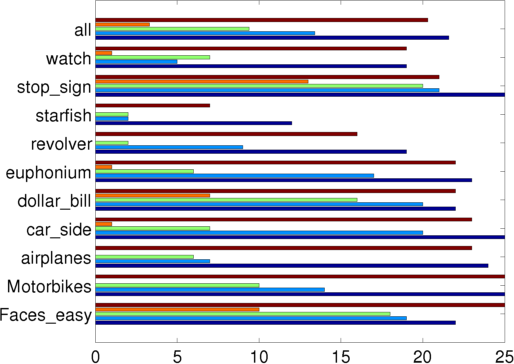 all
watch
stop_sign
starfish
revolver
euphonium
dollar_bill
car_side
airplanes
Motorbikes
Faces_easy
0 5 10 15 20 25